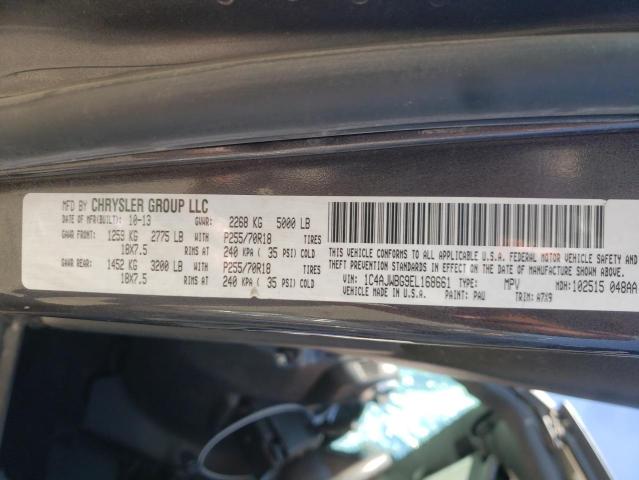 MFD BY CHRYSLER GROUP LLC
DATE OF MFR(BUILT): 10-13 GVWR: 2268 KG 5000 LB
GAWR FRONT: 1259 KG 2775 LB WITH P255/70R18 TIRES
18X7.5 RIMS AT 240 KPA ( 35 PSI) COLD
GAWR REAR: 1452 KG 3200 LB WITH P255/70R18 TIRES
18X7.5 RIMS AT 240 KPA ( 35 PSI) COLD
THIS VEHICLE CONFORMS TO ALL APPLICABLE U.S.A. FEDERAL MOTOR VEHICLE SAFETY
PREVENTION STANDARDS IN EFFECT ON THE DATE OF MANUFACTURE SHOWN ABOVE.
VIN: 1C4AJWBG9EL168661 TYPE: MPV MDH: 102515 048AA
MADE IN U.S.A. PAINT: PAU TRIM: A7X9